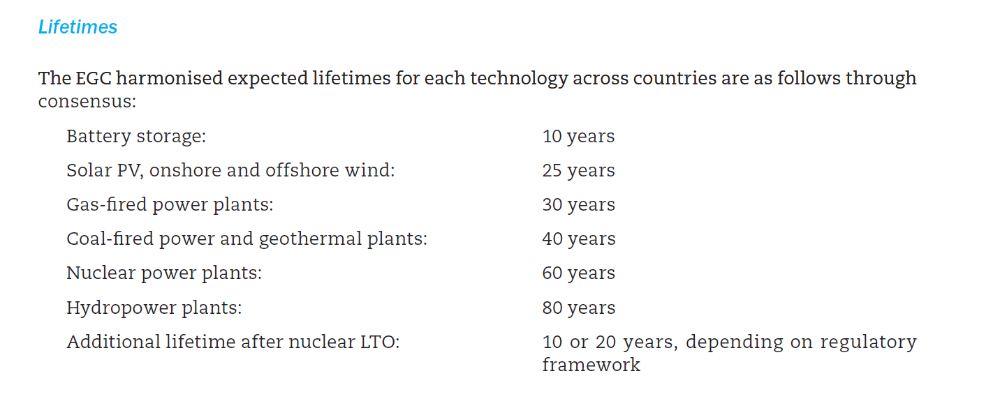 Lifetimes
The EGC harmonised expected lifetimes for each technology across countries are as follows through
consensus:
Battery storage: 10 years
Solar PV, onshore and offshore wind: 25 years
Gas-fired power plants: 30 years
Coal-fired power and geothermal plants: 40 years
Nuclear power plants: 60 years
Hydropower plants: 80 years
Additional lifetime after nuclear LTO: 10 or 20 years, depending on regulatory
framework